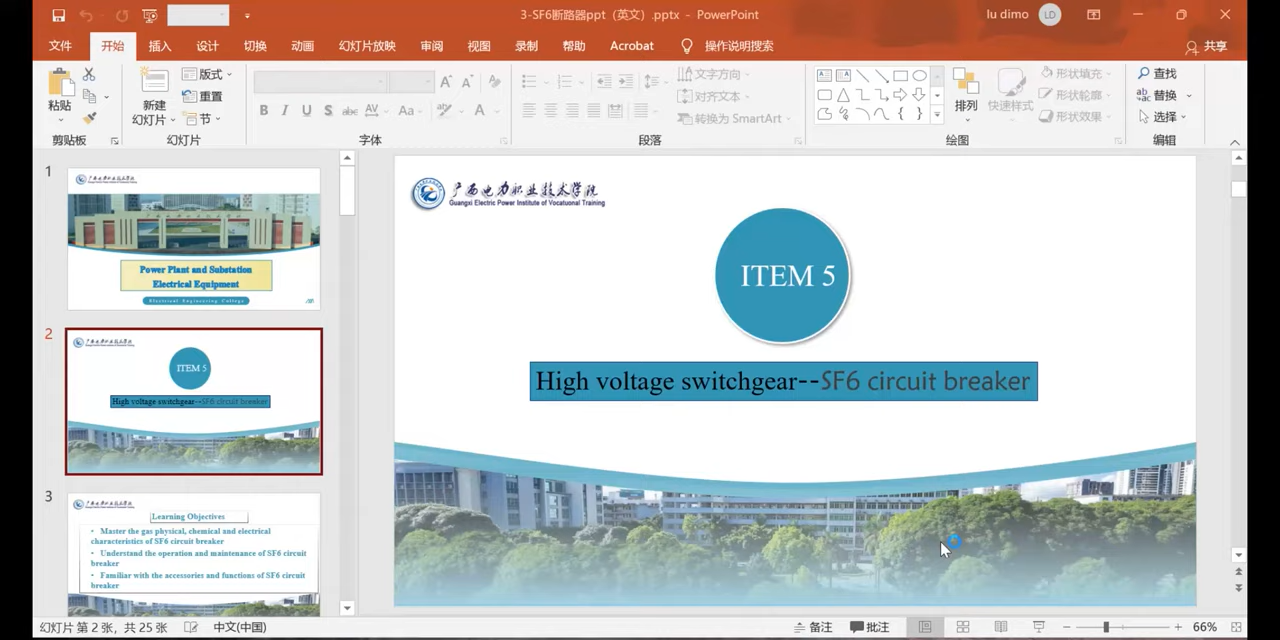 3-SF6断路器ppt（英文）.pptx - PowerPoint
lu dimo
LD
文件
开始
插入
设计
切换
动画
幻灯片放映
审阅
视图
录制
帮助
Acrobat
操作说明搜索
共享
粘贴
新建
幻灯片
版式
重置
节
B I U S abc AV Aa A
文字方向
对齐文本
转换为 SmartArt
排列
快速样式
形状填充
形状轮廓
形状效果
查找
替换
选择
剪贴板
幻灯片
字体
段落
绘图
编辑
1
Power Plant and Substation
Electrical Equipment
Electrical Engineering College
2
ITEM 5
High voltage switchgear--SF6 circuit breaker
3
Learning Objectives
• Master the gas physical, chemical and electrical
characteristics of SF6 circuit breaker
• Understand the operation and maintenance of SF6 circuit
breaker
• Familiar with the accessories and functions of SF6 circuit
breaker
广西电力职业技术学院
Guangxi Electric Power Institute of Vocatuonal Training
ITEM 5
High voltage switchgear--SF6 circuit breaker
幻灯片 第 2 张，共 25 张
中文(中国)
备注
批注
66%